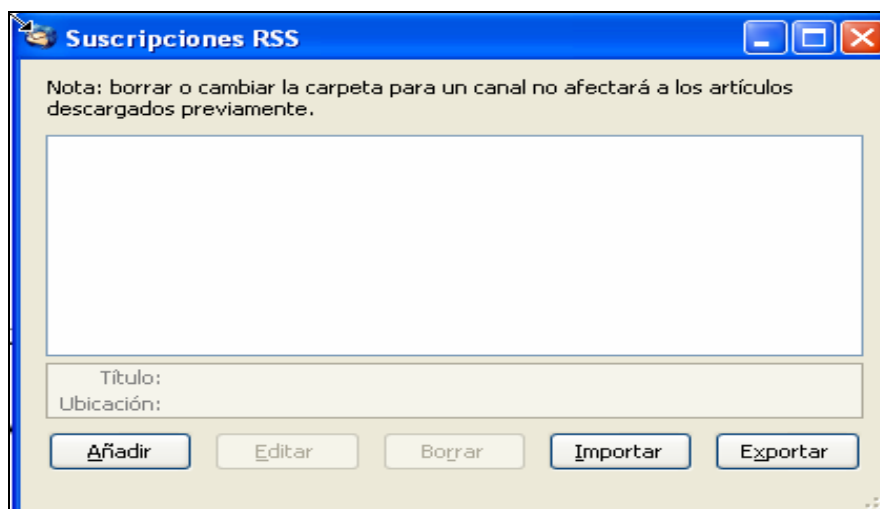 Suscripciones RSS
Nota: borrar o cambiar la carpeta para un canal no afectará a los artículos
descargados previamente.
Título:
Ubicación:
Añadir Editar Borrar Importar Exportar